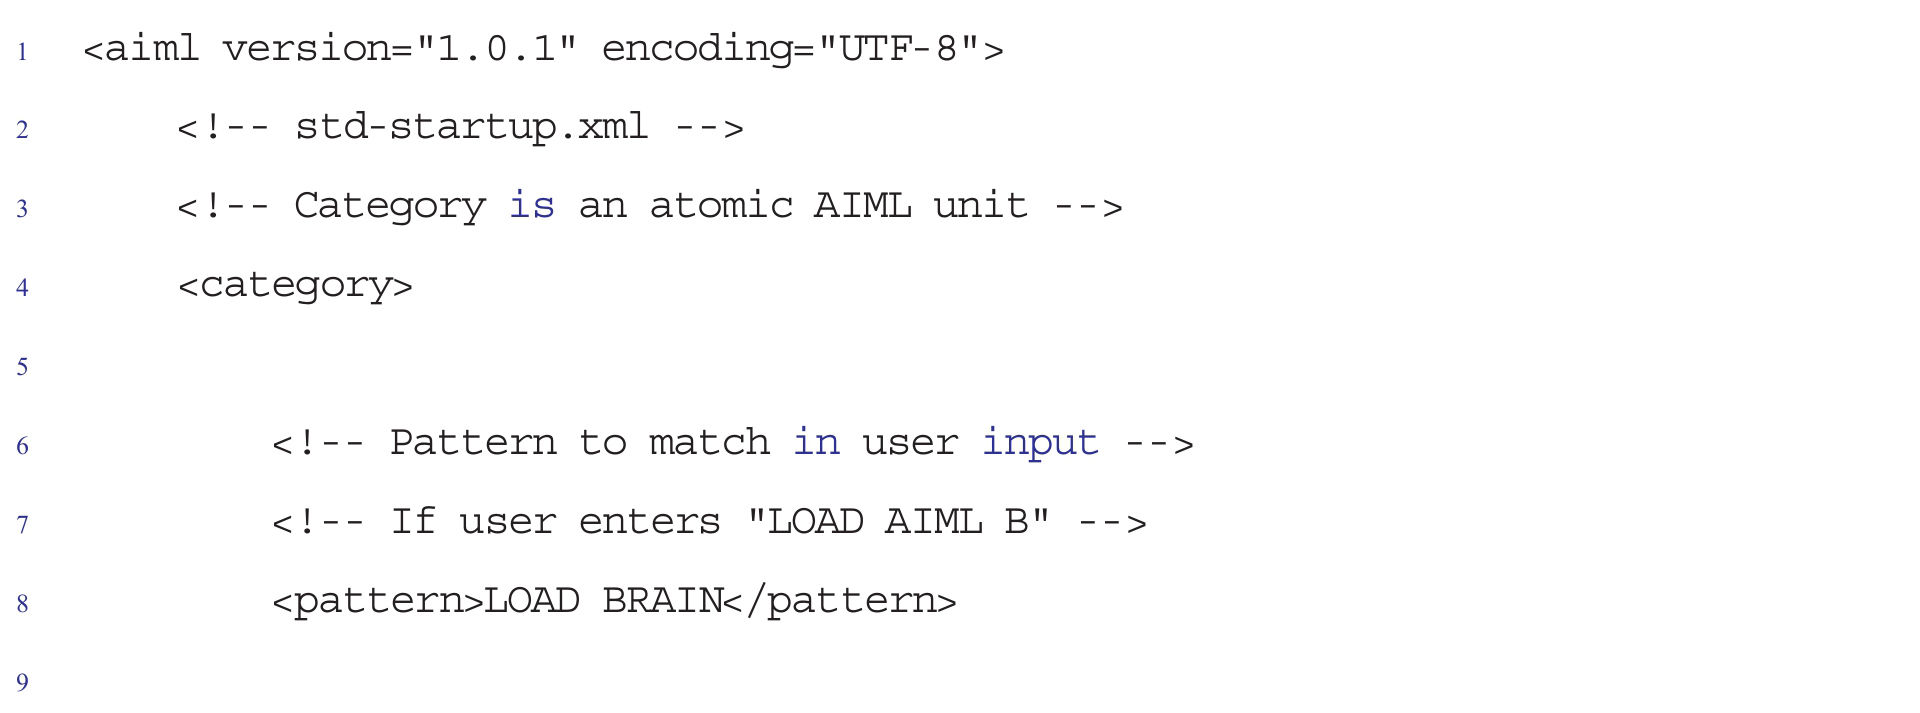 1 <aiml version="1.0.1" encoding="UTF-8">
2 <!-- std-startup.xml -->
3 <!-- Category is an atomic AIML unit -->
4 <category>
5
6 <!-- Pattern to match in user input -->
7 <!-- If user enters "LOAD AIML B" -->
8 <pattern>LOAD BRAIN</pattern>
9